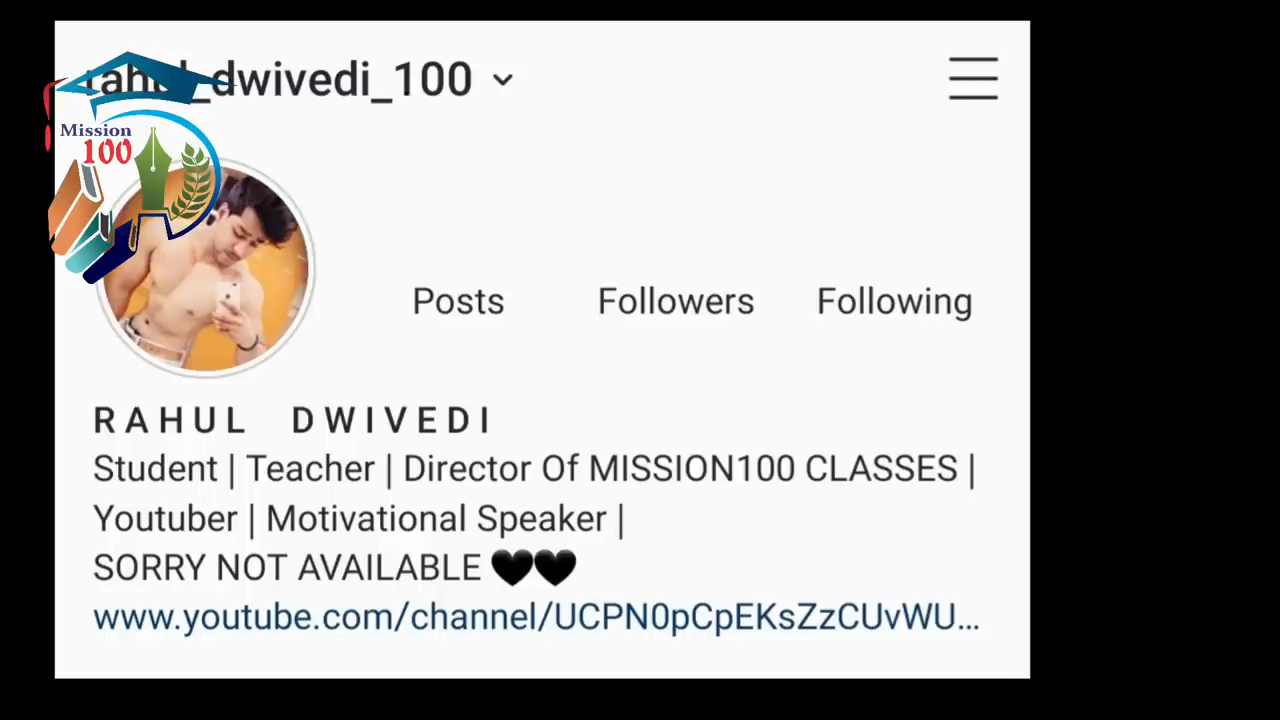 rahul_dwivedi_100
Mission
100
Posts Followers Following
RAHUL DWIVEDI
Student | Teacher | Director Of MISSION100 CLASSES |
Youtuber | Motivational Speaker |
SORRY NOT AVAILABLE 🖤🖤
www.youtube.com/channel/UCPN0pCpEKsZzCUvWU...